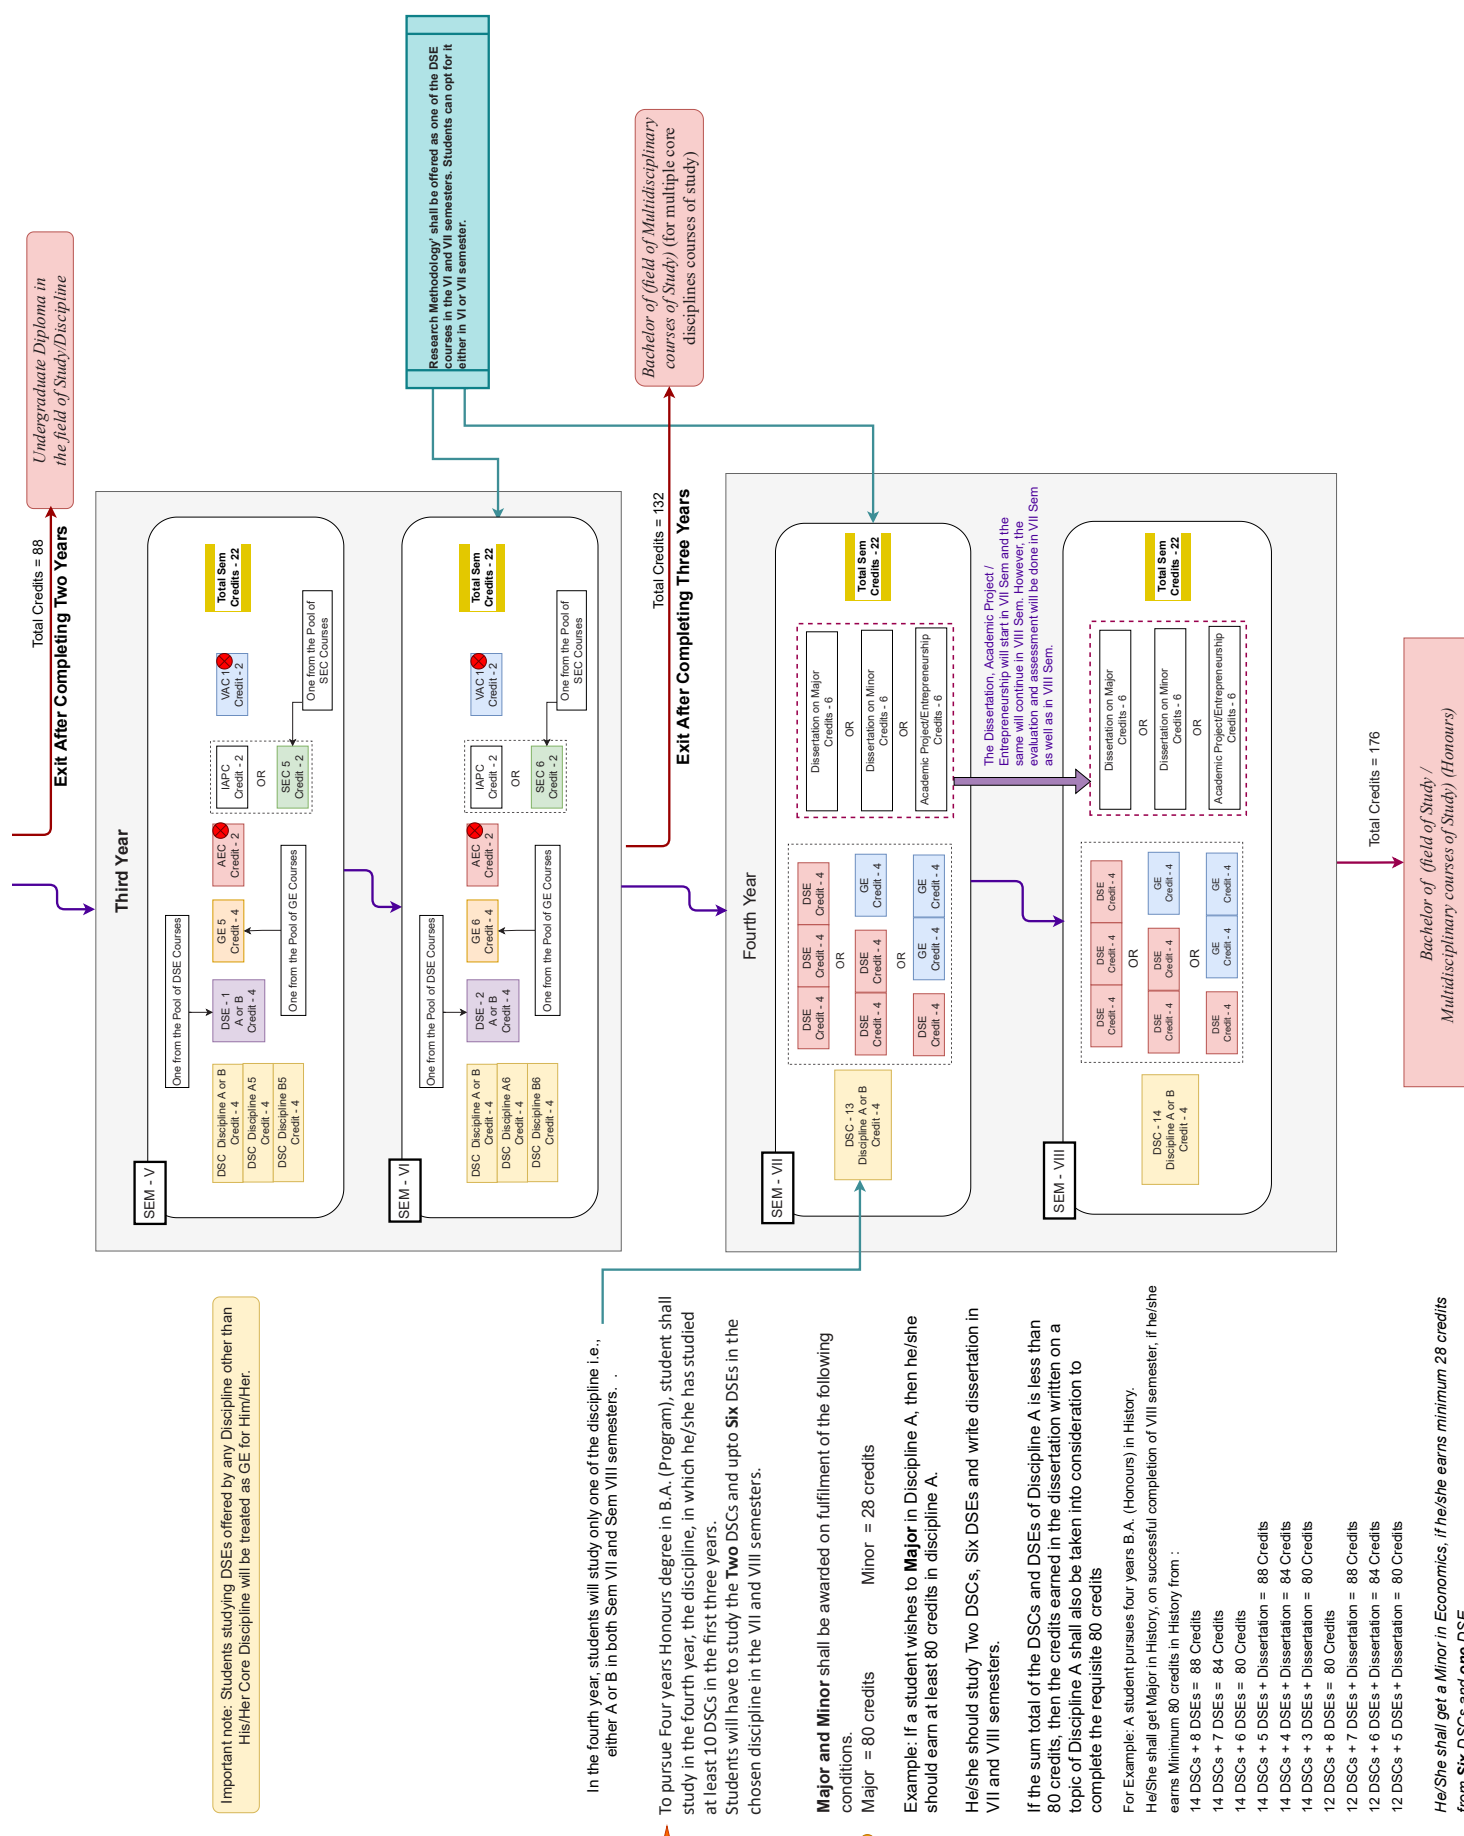 Total Credits = 88
Exit After Completing Two Years
Undergraduate Diploma in
the field of Study/Discipline
Important note: Students studying DSEs offered by any Discipline other than
His/Her Core Discipline will be treated as GE for Him/Her.
Third Year
SEM - V
One from the Pool of DSE Courses
DSC Discipline A or B
Credit - 4
DSC Discipline A5
Credit - 4
DSC Discipline B5
Credit - 4
DSE - 1
A or B
Credit - 4
GE 5
Credit - 4
One from the Pool of GE Courses
AEC
Credit - 2
IAPC
Credit - 2
OR
SEC 5
Credit - 2
VAC 1
Credit - 2
One from the Pool of
SEC Courses
Total Sem
Credits - 22
SEM - VI
One from the Pool of DSE Courses
DSC Discipline A or B
Credit - 4
DSC Discipline A6
Credit - 4
DSC Discipline B6
Credit - 4
DSE - 2
A or B
Credit - 4
GE 6
Credit - 4
One from the Pool of GE Courses
AEC
Credit - 2
IAPC
Credit - 2
OR
SEC 6
Credit - 2
VAC 1
Credit - 2
One from the Pool of
SEC Courses
Total Sem
Credits - 22
Research Methodology' shall be offered as one of the DSE
courses in the VI and VII semesters. Students can opt for it
either in VI or VII semester.
Total Credits = 132
Exit After Completing Three Years
Bachelor of (field of Multidisciplinary
courses of Study) (for multiple core
disciplines courses of study)
In the fourth year, students will study only one of the discipline i.e.,
either A or B in both Sem VII and Sem VIII semesters. .
Fourth Year
SEM - VII
DSC - 13
Discipline A or B
Credit - 4
DSE
Credit - 4
DSE
Credit - 4
DSE
Credit - 4
OR
DSE
Credit - 4
DSE
Credit - 4
GE
Credit - 4
OR
DSE
Credit - 4
GE
Credit - 4
GE
Credit - 4
Dissertation on Major
Credits - 6
OR
Dissertation on Minor
Credits - 6
OR
Academic Project/Entrepreneurship
Credits - 6
Total Sem
Credits - 22
The Dissertation, Academic Project /
Entrepreneurship will start in VII Sem and the
same will continue in VIII Sem. However, the
evaluation and assessment will be done in VII Sem
as well as in VIII Sem.
SEM - VIII
DSC - 14
Discipline A or B
Credit - 4
DSE
Credit - 4
DSE
Credit - 4
DSE
Credit - 4
OR
DSE
Credit - 4
DSE
Credit - 4
GE
Credit - 4
OR
DSE
Credit - 4
GE
Credit - 4
GE
Credit - 4
Dissertation on Major
Credits - 6
OR
Dissertation on Minor
Credits - 6
OR
Academic Project/Entrepreneurship
Credits - 6
Total Sem
Credits - 22
Total Credits = 176
Bachelor of (field of Study /
Multidisciplinary courses of Study) (Honours)
To pursue Four years Honours degree in B.A. (Program), student shall
study in the fourth year, the discipline, in which he/she has studied
at least 10 DSCs in the first three years.
Students will have to study the Two DSCs and upto Six DSEs in the
chosen discipline in the VII and VIII semesters.
Major and Minor shall be awarded on fulfilment of the following
conditions.
Major = 80 credits Minor = 28 credits
Example: If a student wishes to Major in Discipline A, then he/she
should earn at least 80 credits in discipline A.
He/she should study Two DSCs, Six DSEs and write dissertation in
VII and VIII semesters.
If the sum total of the DSCs and DSEs of Discipline A is less than
80 credits, then the credits earned in the dissertation written on a
topic of Discipline A shall also be taken into consideration to
complete the requisite 80 credits
For Example: A student pursues four years B.A. (Honours) in History.
He/She shall get Major in History, on successful completion of VIII semester, if he/she
earns Minimum 80 credits in History from :
14 DSCs + 8 DSEs = 88 Credits
14 DSCs + 7 DSEs = 84 Credits
14 DSCs + 6 DSEs = 80 Credits
14 DSCs + 5 DSEs + Dissertation = 88 Credits
14 DSCs + 4 DSEs + Dissertation = 84 Credits
14 DSCs + 3 DSEs + Dissertation = 80 Credits
12 DSCs + 8 DSEs = 80 Credits
12 DSCs + 7 DSEs + Dissertation = 88 Credits
12 DSCs + 6 DSEs + Dissertation = 84 Credits
12 DSCs + 5 DSEs + Dissertation = 80 Credits
He/She shall get a Minor in Economics, if he/she earns minimum 28 credits
from Six DSCs and one DSE